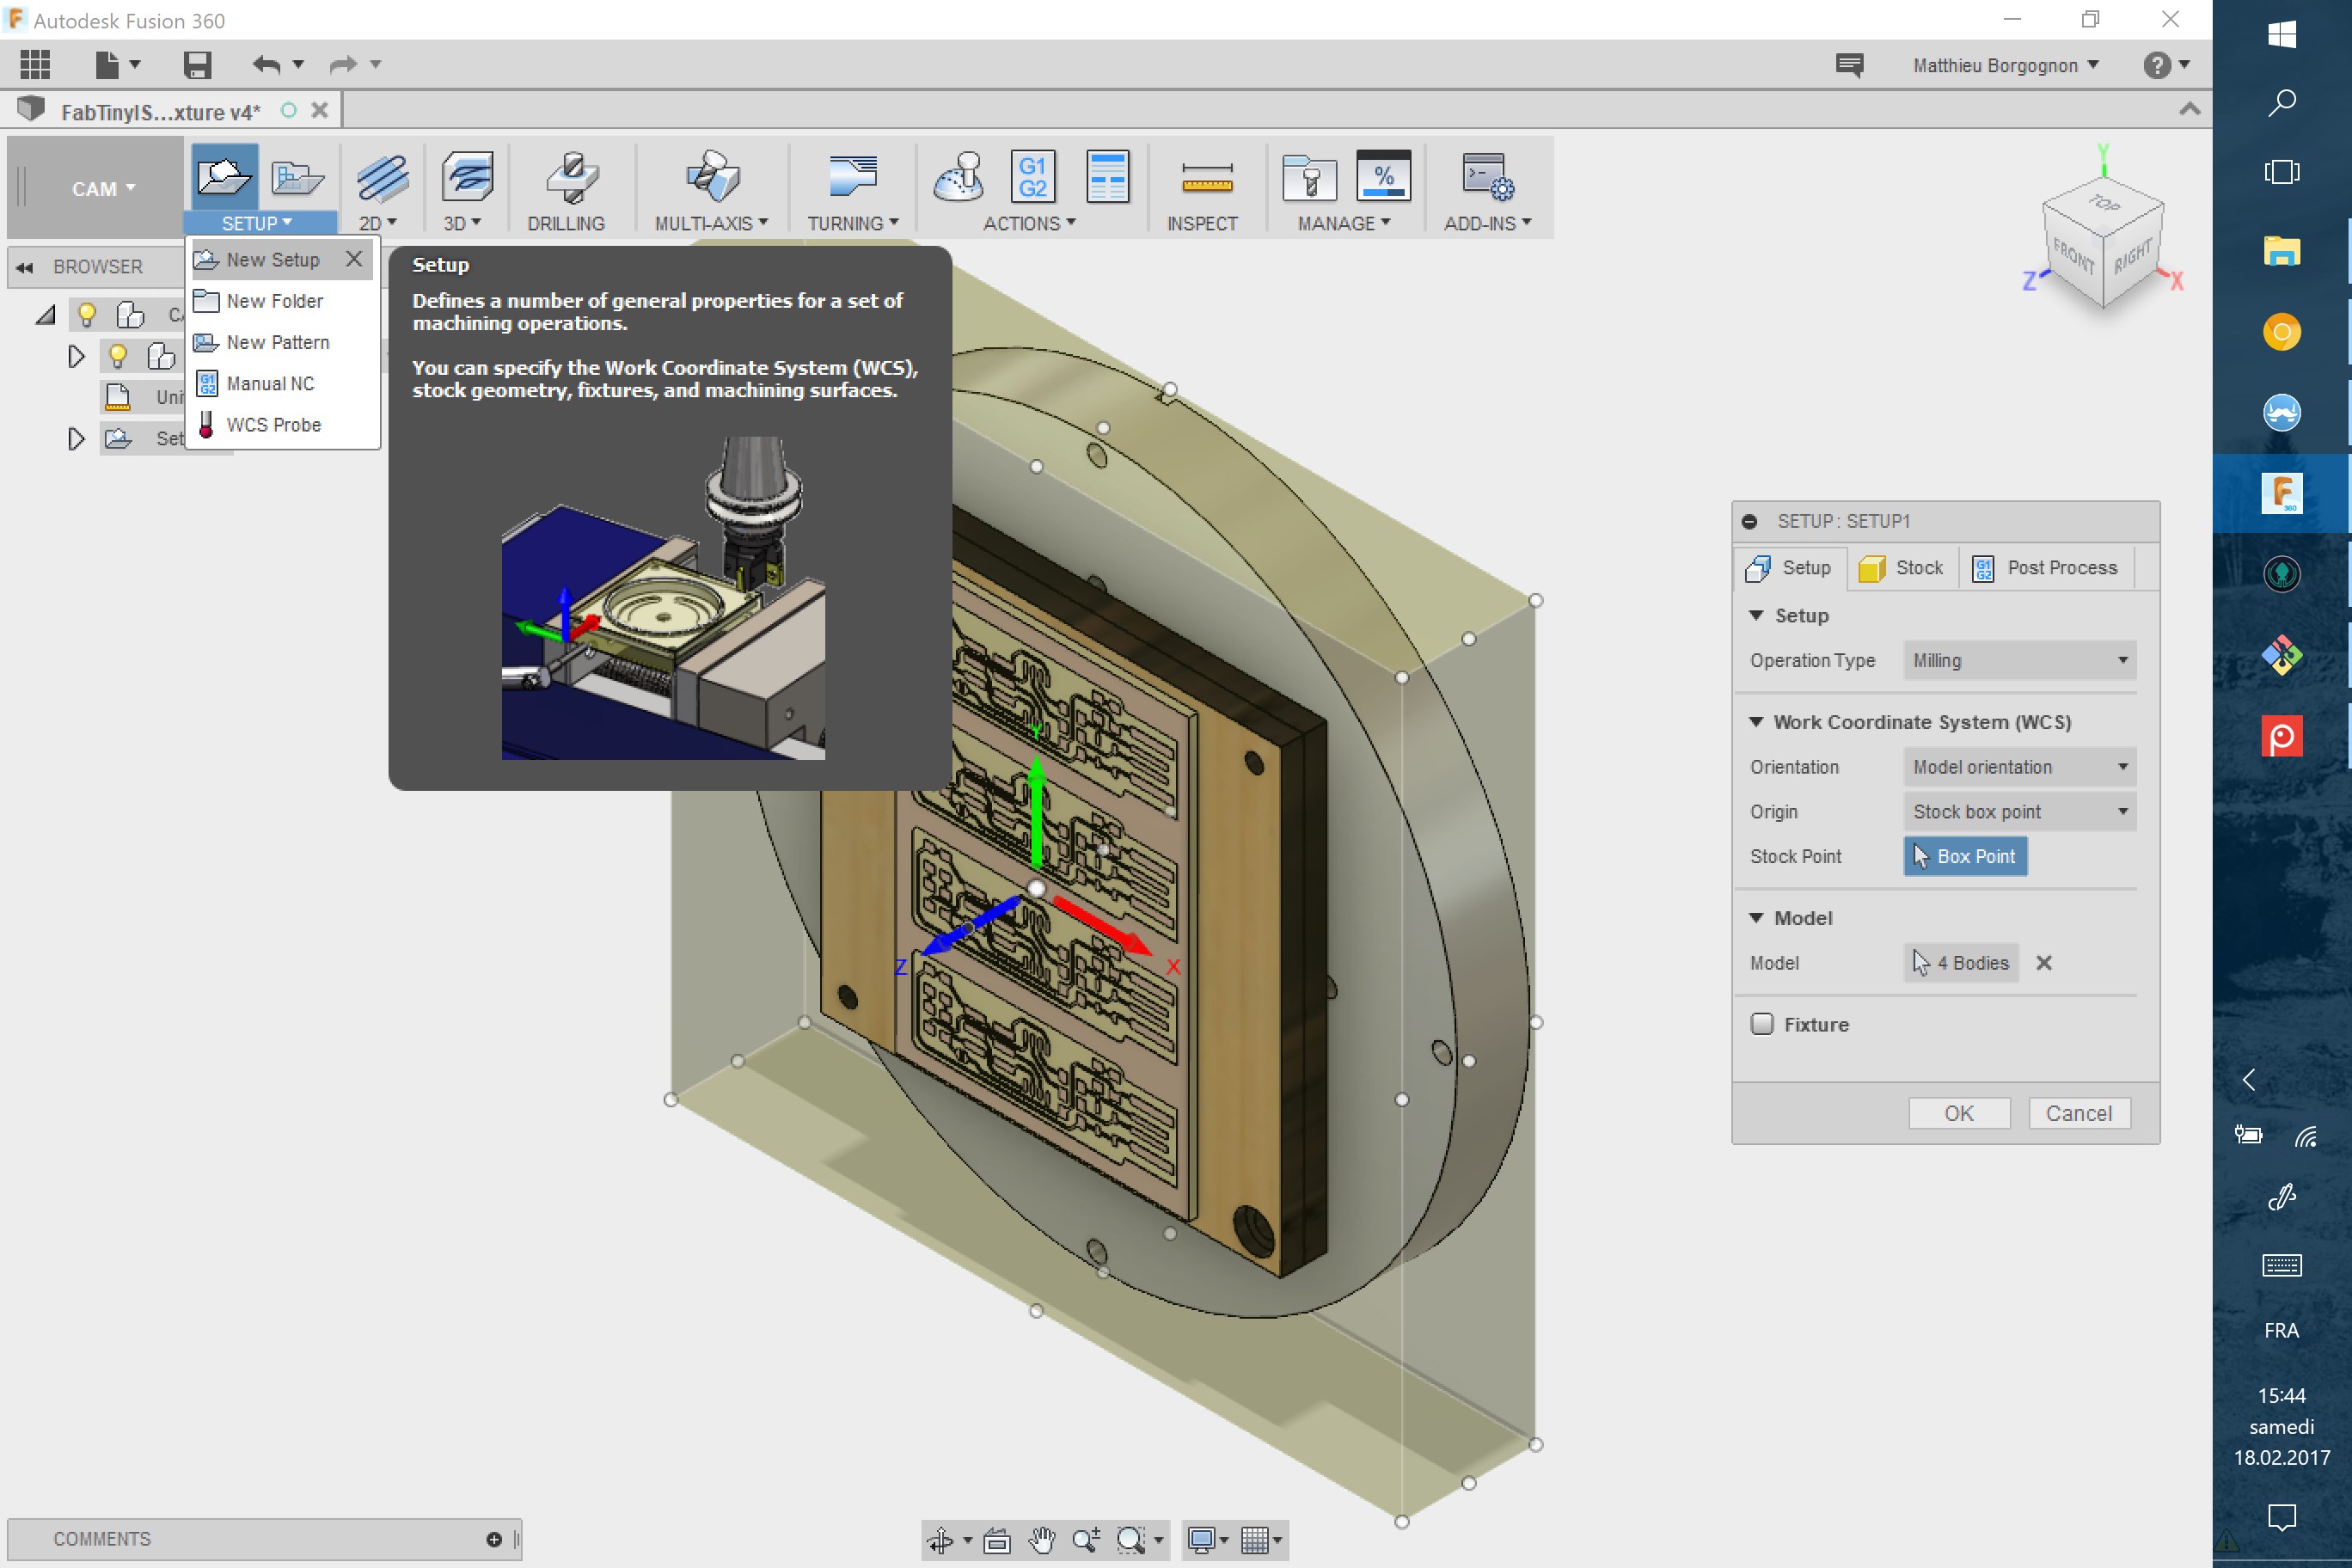 Autodesk Fusion 360
Matthieu Borgognon
FabTinyIS...xture v4*
CAM
SETUP
2D
3D
DRILLING
MULTI-AXIS
TURNING
G1
G2
ACTIONS
INSPECT
%
MANAGE
ADD-INS
BROWSER
New Setup
New Folder
New Pattern
Manual NC
WCS Probe
Uni
Set
Setup
Defines a number of general properties for a set of
machining operations.
You can specify the Work Coordinate System (WCS),
stock geometry, fixtures, and machining surfaces.
Y
TOP
FRONT
RIGHT
Z
X
Y
Z
X
SETUP : SETUP1
Setup
Stock
Post Process
Setup
Operation Type
Milling
Work Coordinate System (WCS)
Orientation
Model orientation
Origin
Stock box point
Stock Point
Box Point
Model
Model
4 Bodies
Fixture
OK
Cancel
COMMENTS
FRA
15:44
samedi
18.02.2017